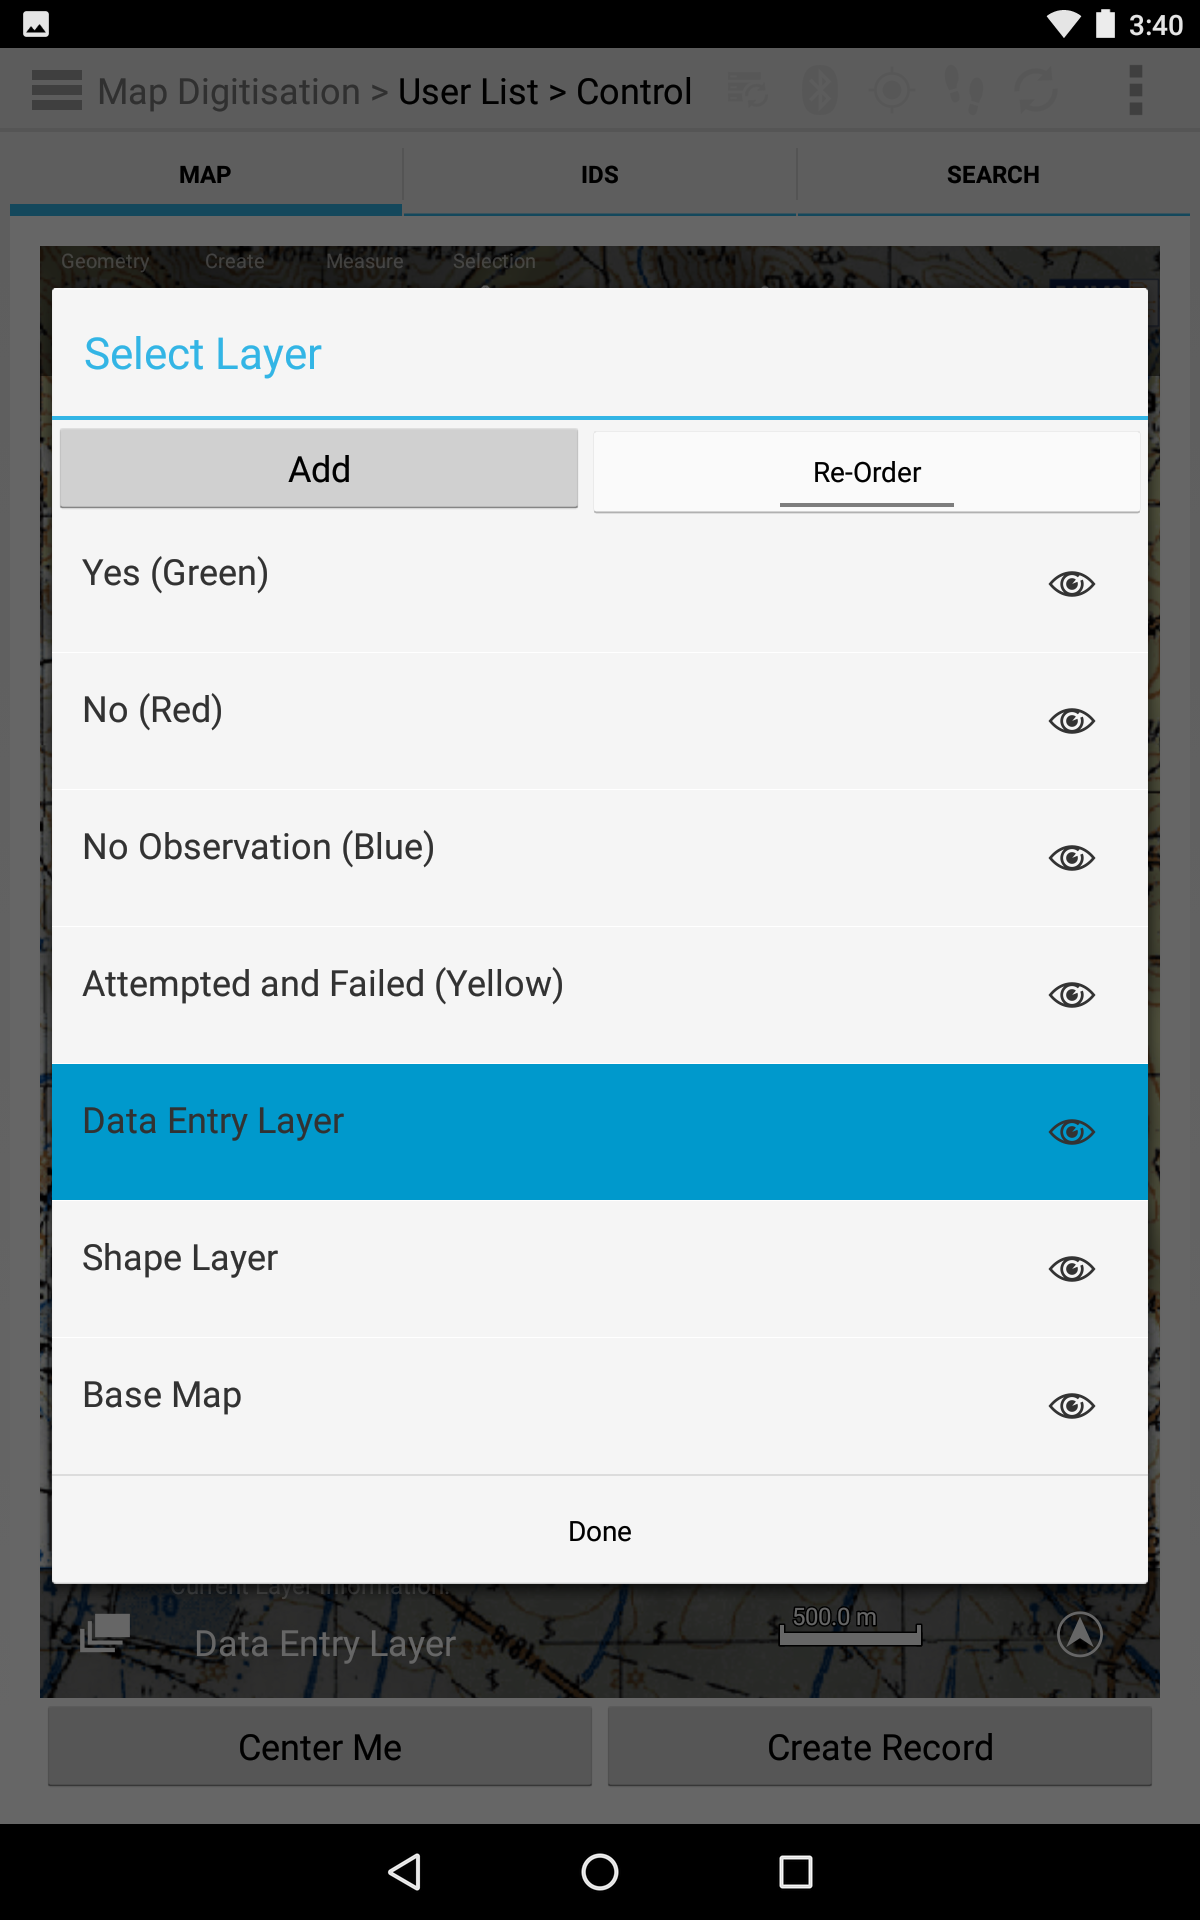 3:40
Map Digitisation > User List > Control
MAP
IDS
SEARCH
Geometry
Create
Measure
Selection
Select Layer
Add
Re-Order
Yes (Green)
No (Red)
No Observation (Blue)
Attempted and Failed (Yellow)
Data Entry Layer
Shape Layer
Base Map
Done
Current Layer Information:
10
Data Entry Layer
500.0 m
Center Me
Create Record